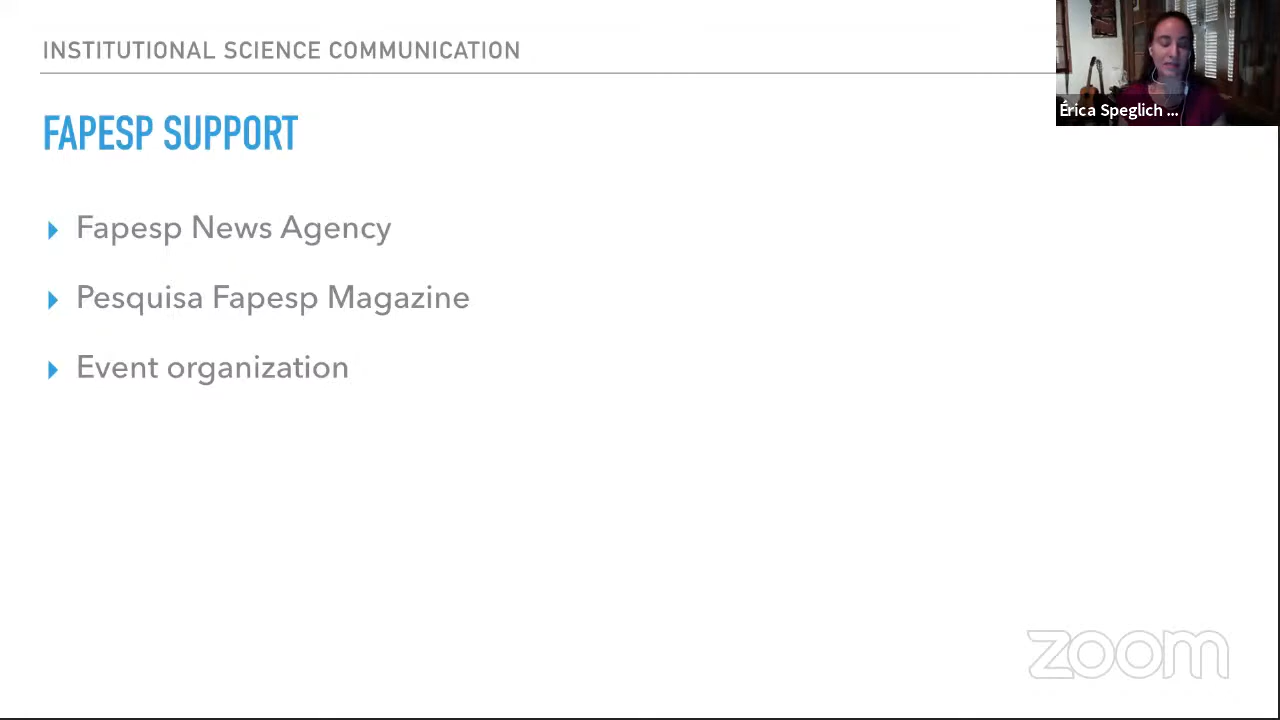 INSTITUTIONAL SCIENCE COMMUNICATION
Érica Speglich ...
FAPESP SUPPORT
Fapesp News Agency
Pesquisa Fapesp Magazine
Event organization
zoom